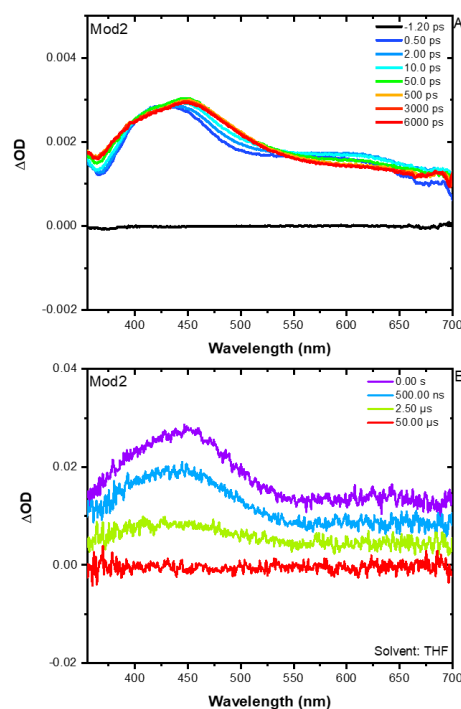 Mod2
A
-1.20 ps
0.50 ps
2.00 ps
10.0 ps
50.0 ps
500 ps
3000 ps
6000 ps
0.004
0.002
0.000
-0.002
ΔOD
400 450 500 550 600 650 700
Wavelength (nm)
Mod2
B
0.00 s
500.00 ns
2.50 µs
50.00 µs
0.04
0.02
0.00
-0.02
ΔOD
Solvent: THF
400 450 500 550 600 650 700
Wavelength (nm)